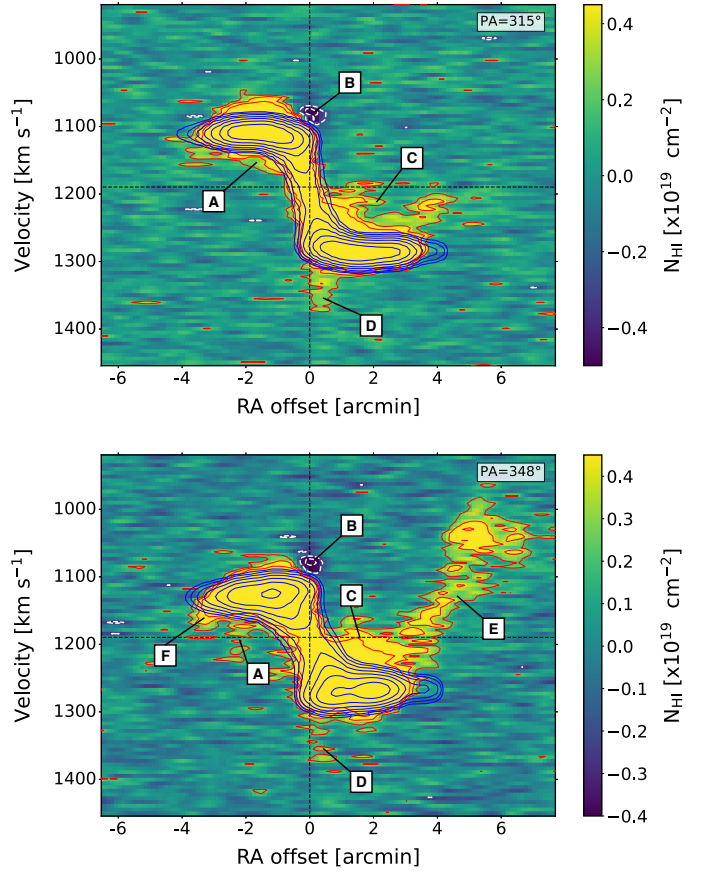 PA=315°
1000
1100
1200
1300
1400
Velocity [km s⁻¹]
A
B
C
D
−6
−4
−2
0
2
4
6
RA offset [arcmin]
0.4
0.2
0.0
−0.2
−0.4
N_HI [x10¹⁹ cm⁻²]
PA=348°
1000
1100
1200
1300
1400
Velocity [km s⁻¹]
B
C
E
F
A
D
−6
−4
−2
0
2
4
6
RA offset [arcmin]
0.4
0.3
0.2
0.1
0.0
−0.1
−0.2
−0.3
−0.4
N_HI [x10¹⁹ cm⁻²]